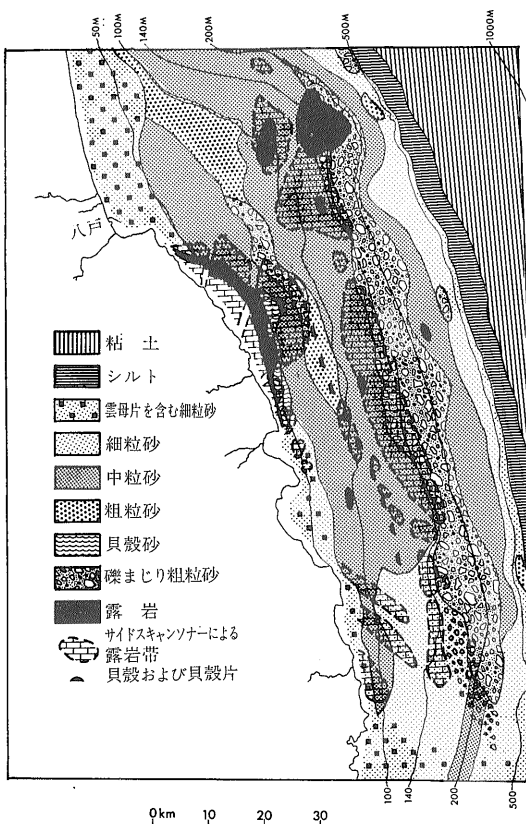 50M
100M
140M
200M
500M
1000M
八戸
粘土
シルト
雲母片を含む細粒砂
細粒砂
中粒砂
粗粒砂
貝殻砂
礫まじり粗粒砂
露岩
サイドスキャンソナーによる
露岩帯
貝殻および貝殻片
100
140
200
500
0km 10 20 30